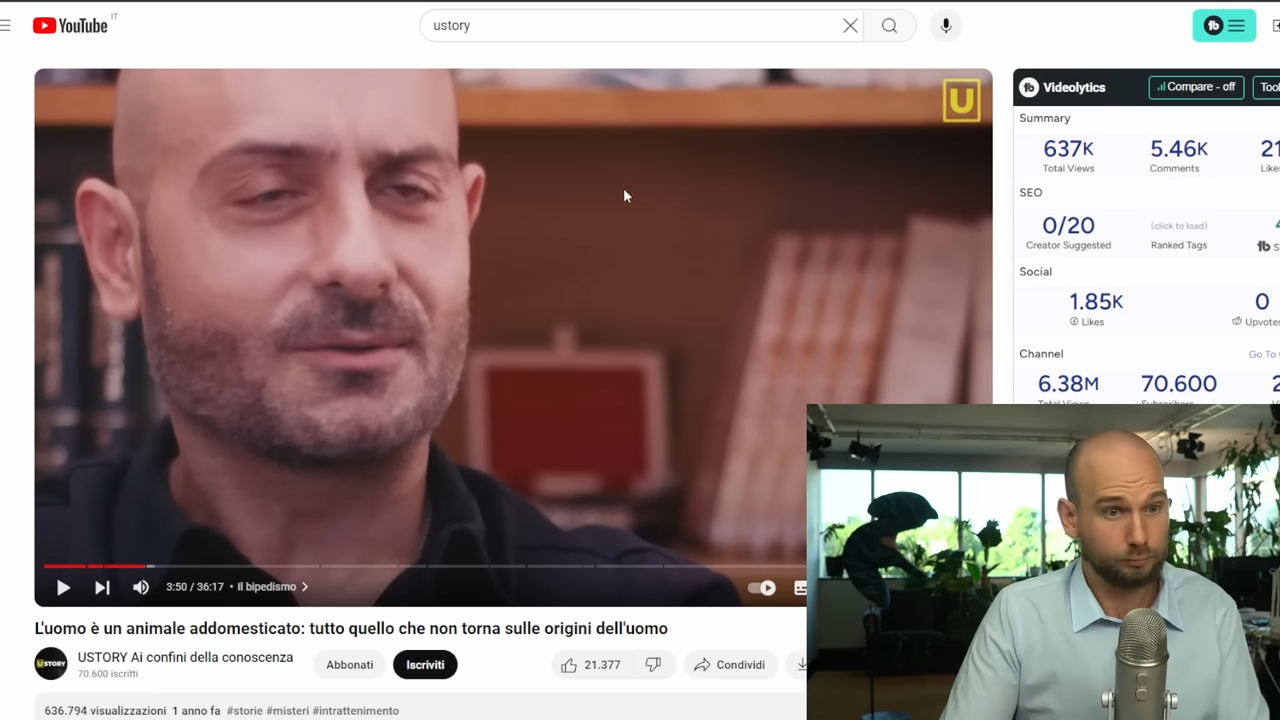 YouTube IT
ustory
U
Videolytics
Compare - off
Summary
637K
5.46K
Total Views
Comments
SEO
0/20
(click to load)
Creator Suggested
Ranked Tags
Social
1.85K
0
Likes
Channel
Go To
6.38M
70.600
Total Views
Subscribers
3:50 / 36:17 • Il bipedismo
L'uomo è un animale addomesticato: tutto quello che non torna sulle origini dell'uomo
USTORY
USTORY Ai confini della conoscenza
70.600 iscritti
Abbonati
Iscriviti
21.377
Condividi
636.794 visualizzazioni 1 anno fa #storie #misteri #intrattenimento